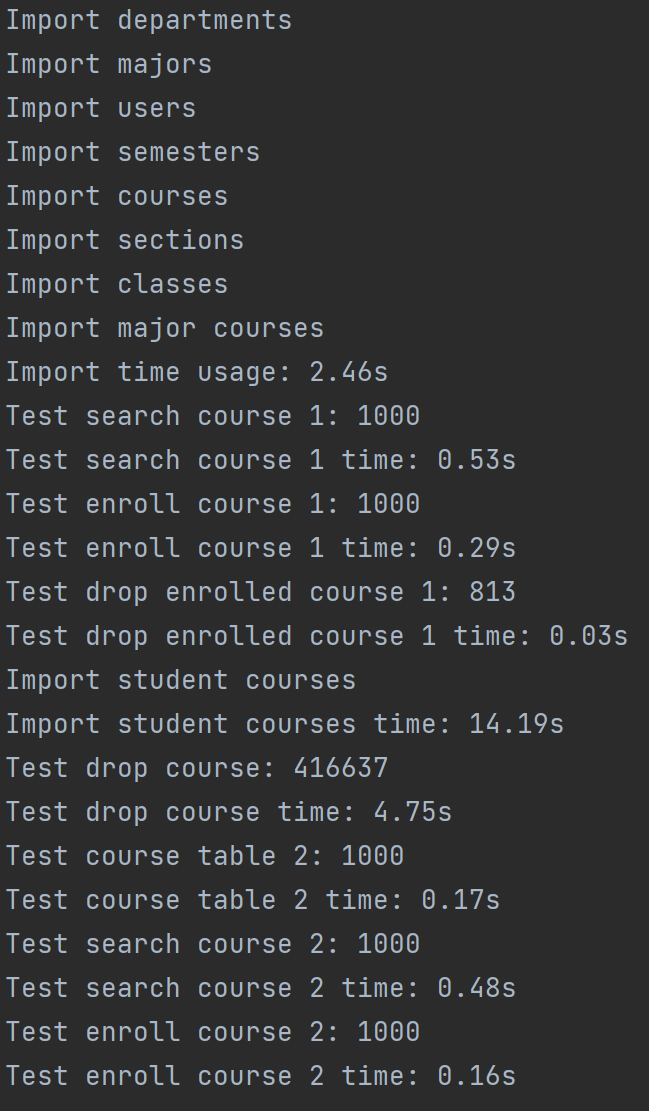 Import departments
Import majors
Import users
Import semesters
Import courses
Import sections
Import classes
Import major courses
Import time usage: 2.46s
Test search course 1: 1000
Test search course 1 time: 0.53s
Test enroll course 1: 1000
Test enroll course 1 time: 0.29s
Test drop enrolled course 1: 813
Test drop enrolled course 1 time: 0.03s
Import student courses
Import student courses time: 14.19s
Test drop course: 416637
Test drop course time: 4.75s
Test course table 2: 1000
Test course table 2 time: 0.17s
Test search course 2: 1000
Test search course 2 time: 0.48s
Test enroll course 2: 1000
Test enroll course 2 time: 0.16s